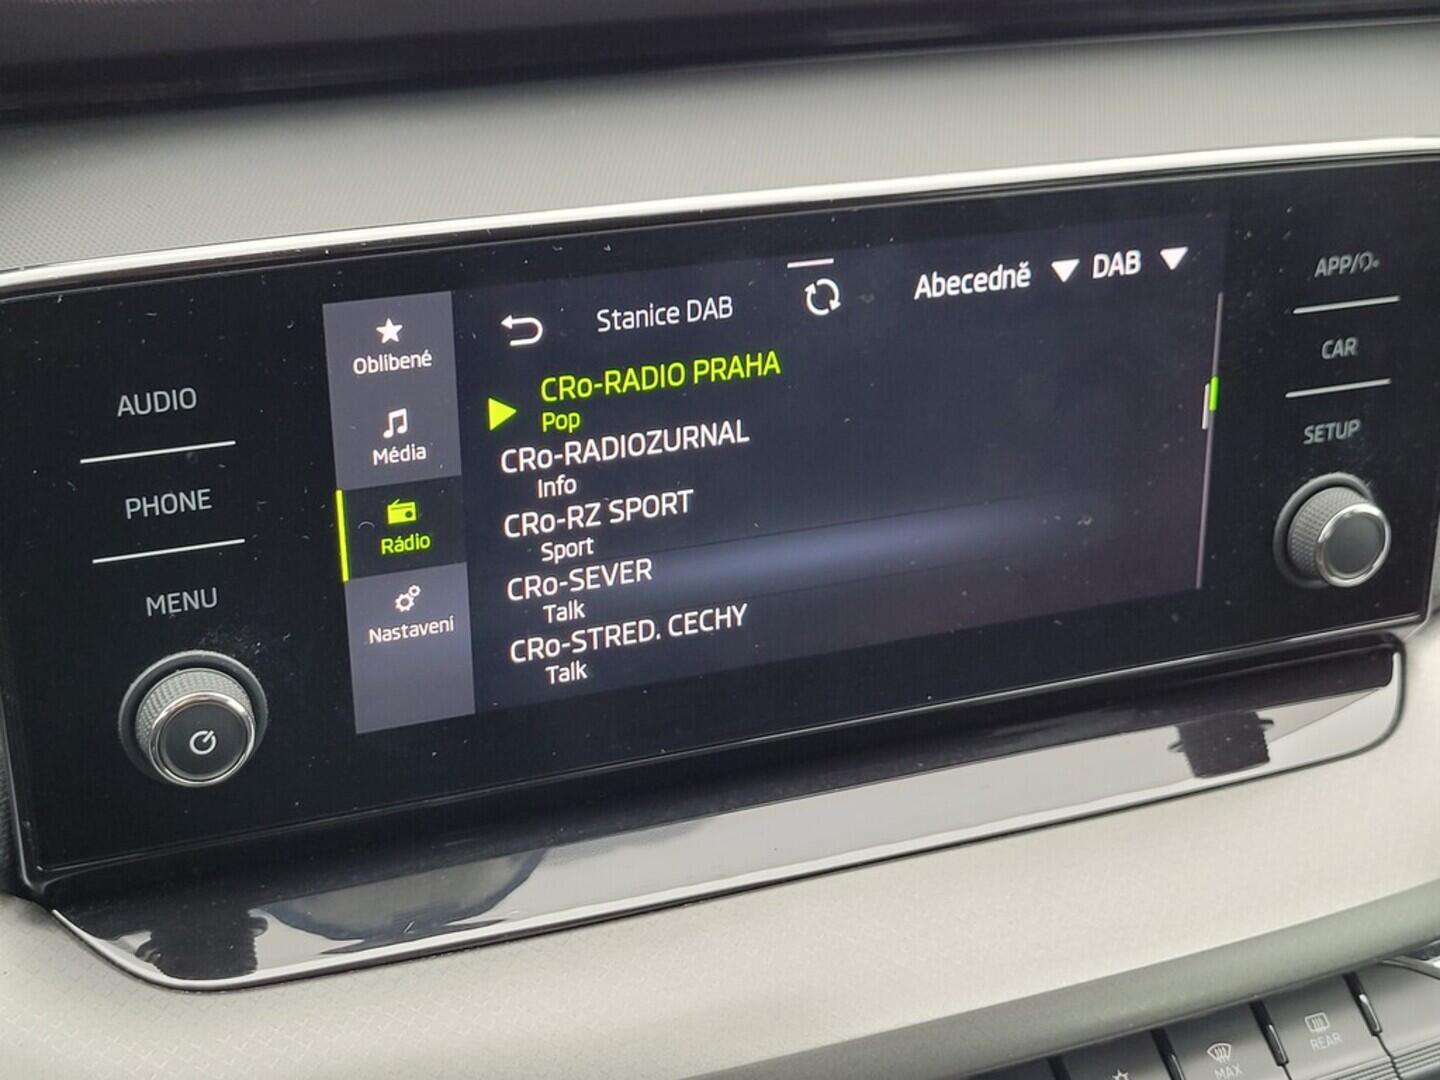 AUDIO
PHONE
MENU
Oblíbené
Média
Rádio
Nastavení
Stanice DAB
Abecedně
DAB
CRo-RADIO PRAHA
Pop
CRo-RADIOZURNAL
Info
CRo-RZ SPORT
Sport
CRo-SEVER
Talk
CRo-STRED. CECHY
Talk
APP/
CAR
SETUP
MAX
REAR